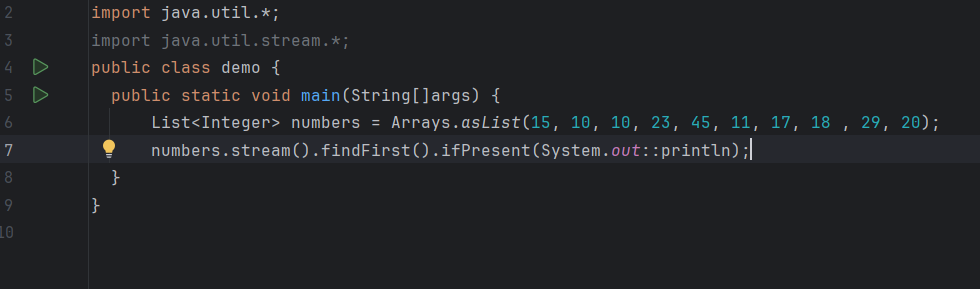 2 import java.util.*;
3 import java.util.stream.*;
4 public class demo {
5 public static void main(String[]args) {
6 List<Integer> numbers = Arrays.asList(15, 10, 10, 23, 45, 11, 17, 18 , 29, 20);
7 numbers.stream().findFirst().ifPresent(System.out::println);
8 }
9 }
10